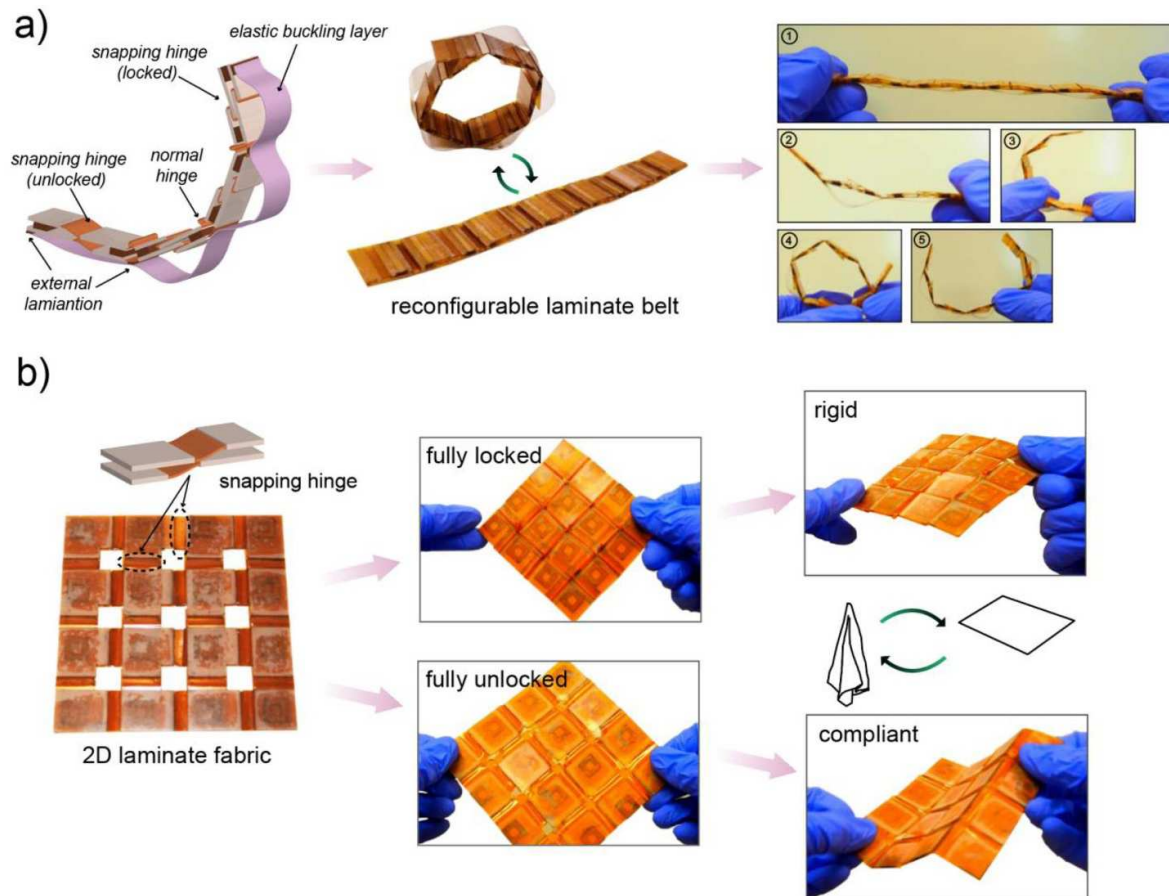 a)
elastic buckling layer
snapping hinge
(locked)
snapping hinge
(unlocked)
normal
hinge
external
lamiantion
reconfigurable laminate belt
1
2
3
4
5
b)
snapping hinge
2D laminate fabric
fully locked
fully unlocked
rigid
compliant